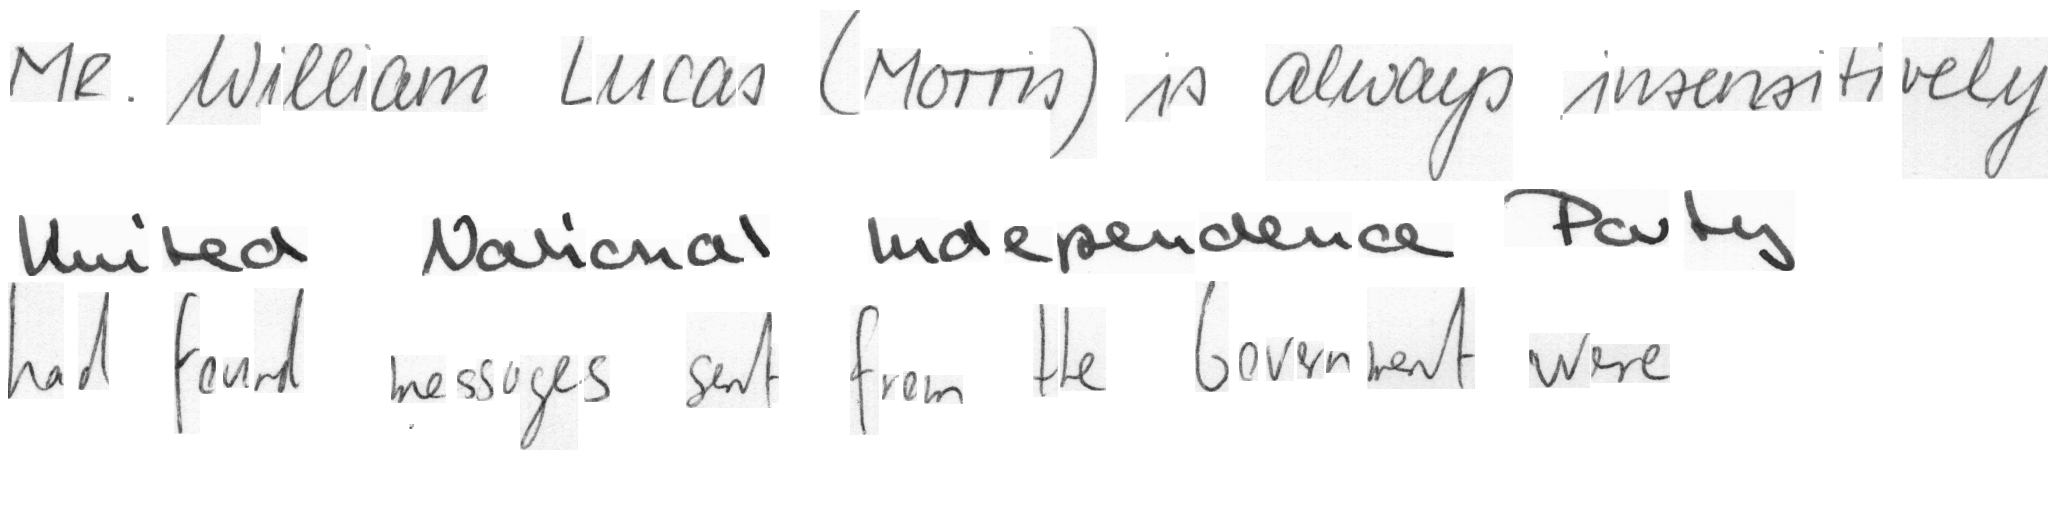 Mr. William Lucas (Morris) is always insensitively
United National Independence Party
had found messages sent from the Government were